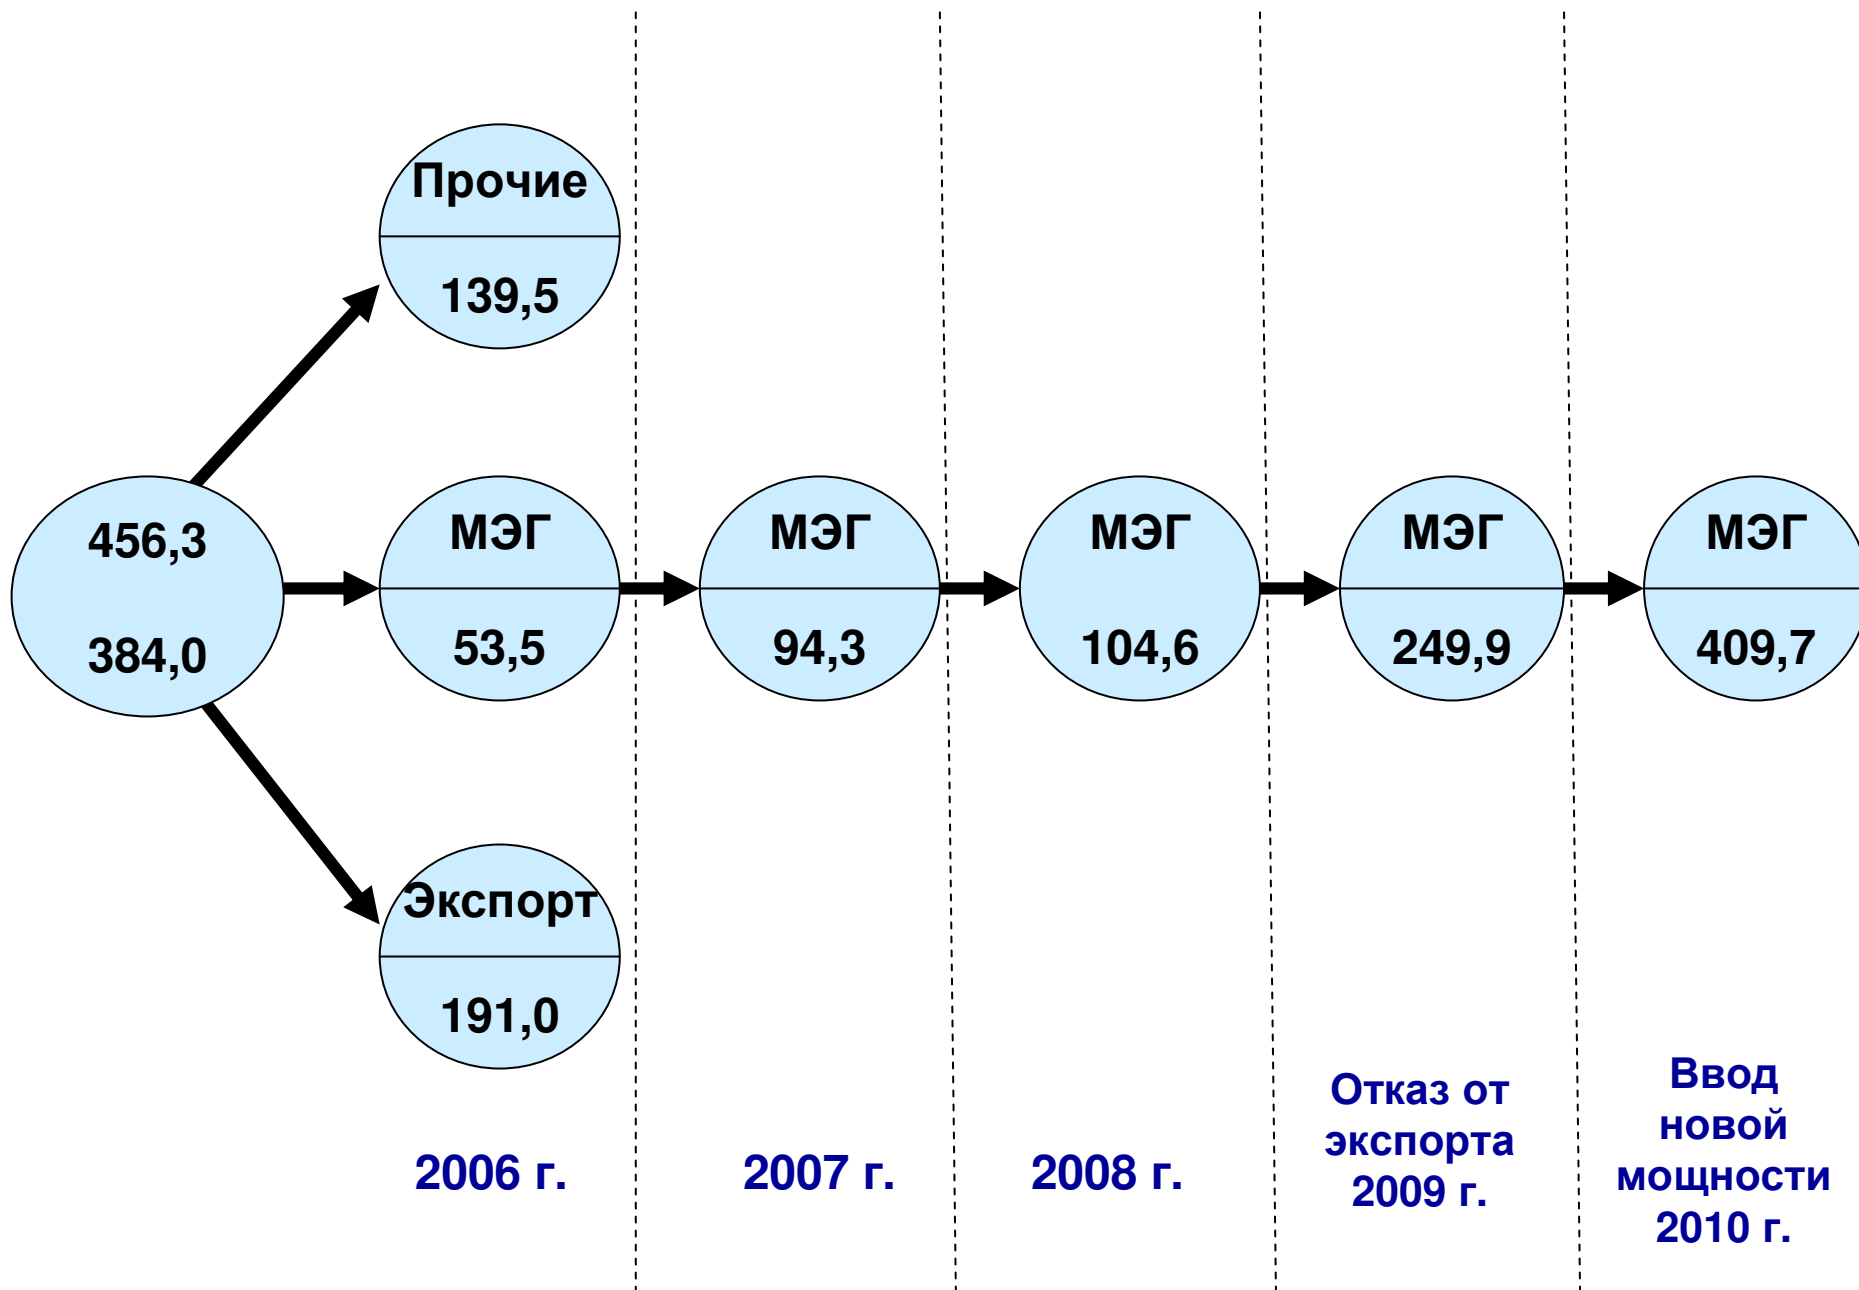 Прочие
139,5
456,3
384,0
МЭГ
53,5
МЭГ
94,3
МЭГ
104,6
МЭГ
249,9
МЭГ
409,7
Экспорт
191,0
2006 г.
2007 г.
2008 г.
Отказ от
экспорта
2009 г.
Ввод
новой
мощности
2010 г.